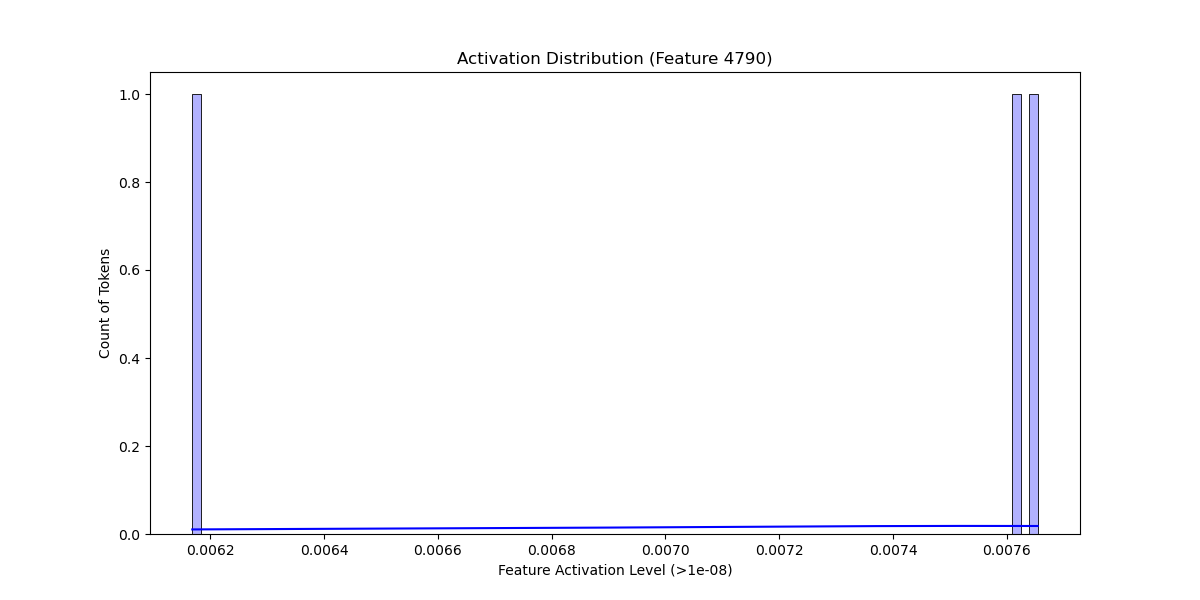 Activation Distribution (Feature 4790)
1.0
0.8
0.6
0.4
0.2
0.0
Count of Tokens
0.0062 0.0064 0.0066 0.0068 0.0070 0.0072 0.0074 0.0076
Feature Activation Level (>1e-08)